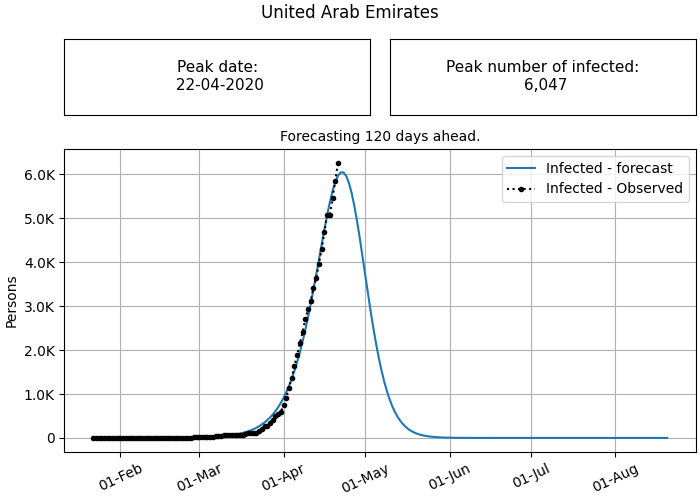 United Arab Emirates
Peak date:
22-04-2020
Peak number of infected:
6,047
Forecasting 120 days ahead.
Infected - forecast
Infected - Observed
Persons
6.0K
5.0K
4.0K
3.0K
2.0K
1.0K
0
01-Feb
01-Mar
01-Apr
01-May
01-Jun
01-Jul
01-Aug